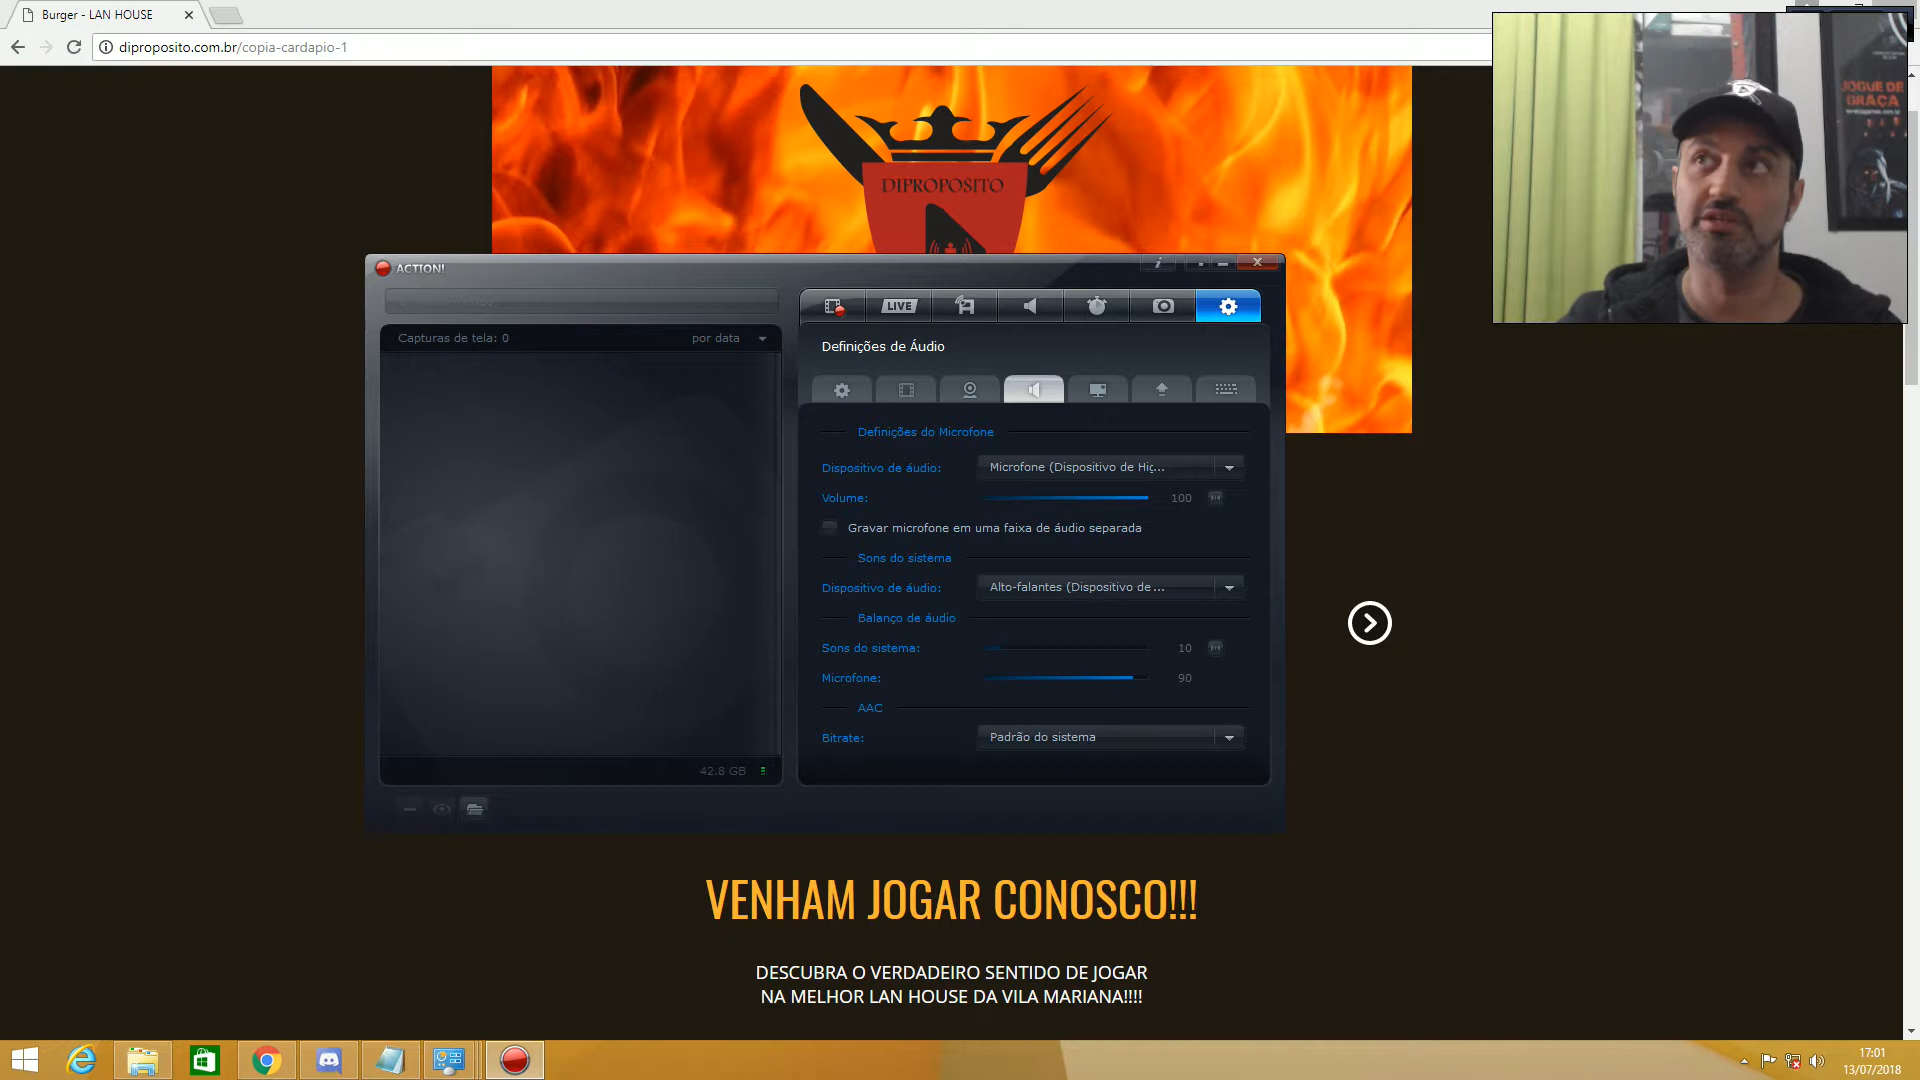 Burger - LAN HOUSE
diproposito.com.br/copia-cardapio-1
DIPROPOSITO
JOGUE DE
GRAÇA
ACTION!
LIVE
Capturas de tela: 0
por data
Definições de Áudio
Definições do Microfone
Dispositivo de áudio:
Microfone (Dispositivo de Hig...
Volume:
100
Gravar microfone em uma faixa de áudio separada
Sons do sistema
Dispositivo de áudio:
Alto-falantes (Dispositivo de ...
Balanço de áudio
Sons do sistema:
10
Microfone:
90
AAC
Bitrate:
Padrão do sistema
42.8 GB
VENHAM JOGAR CONOSCO!!!
DESCUBRA O VERDADEIRO SENTIDO DE JOGAR
NA MELHOR LAN HOUSE DA VILA MARIANA!!!!
17:01
13/07/2018